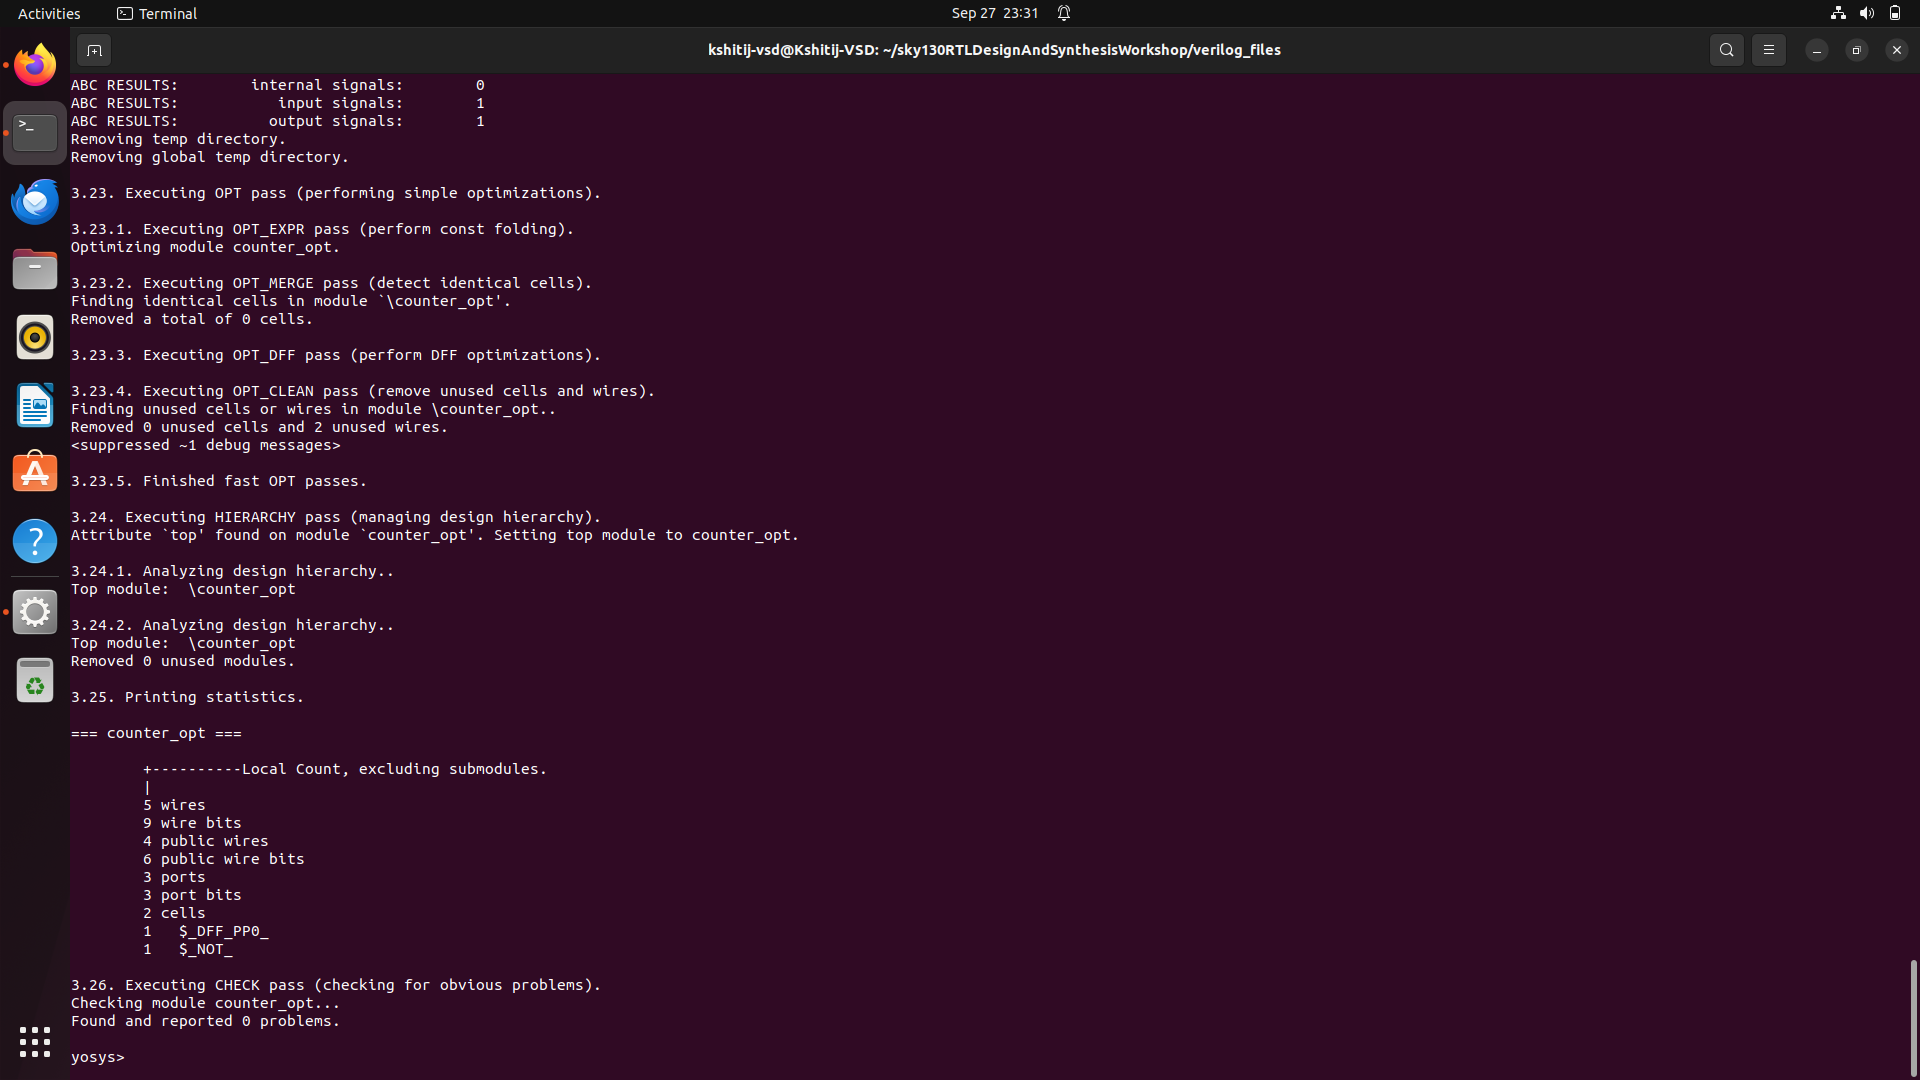 Activities
Terminal
Sep 27 23:31
kshitij-vsd@Kshitij-VSD: ~/sky130RTLDesignAndSynthesisWorkshop/verilog_files
ABC RESULTS:        internal signals:        0
ABC RESULTS:           input signals:        1
ABC RESULTS:          output signals:        1
Removing temp directory.
Removing global temp directory.
3.23. Executing OPT pass (performing simple optimizations).
3.23.1. Executing OPT_EXPR pass (perform const folding).
Optimizing module counter_opt.
3.23.2. Executing OPT_MERGE pass (detect identical cells).
Finding identical cells in module `\counter_opt'.
Removed a total of 0 cells.
3.23.3. Executing OPT_DFF pass (perform DFF optimizations).
3.23.4. Executing OPT_CLEAN pass (remove unused cells and wires).
Finding unused cells or wires in module \counter_opt..
Removed 0 unused cells and 2 unused wires.
<suppressed ~1 debug messages>
3.23.5. Finished fast OPT passes.
3.24. Executing HIERARCHY pass (managing design hierarchy).
Attribute `top' found on module `counter_opt'. Setting top module to counter_opt.
3.24.1. Analyzing design hierarchy..
Top module:  \counter_opt
3.24.2. Analyzing design hierarchy..
Top module:  \counter_opt
Removed 0 unused modules.
3.25. Printing statistics.
=== counter_opt ===
+----------Local Count, excluding submodules.
|
5 wires
9 wire bits
4 public wires
6 public wire bits
3 ports
3 port bits
2 cells
1   $_DFF_PP0_
1   $_NOT_
3.26. Executing CHECK pass (checking for obvious problems).
Checking module counter_opt...
Found and reported 0 problems.
yosys>